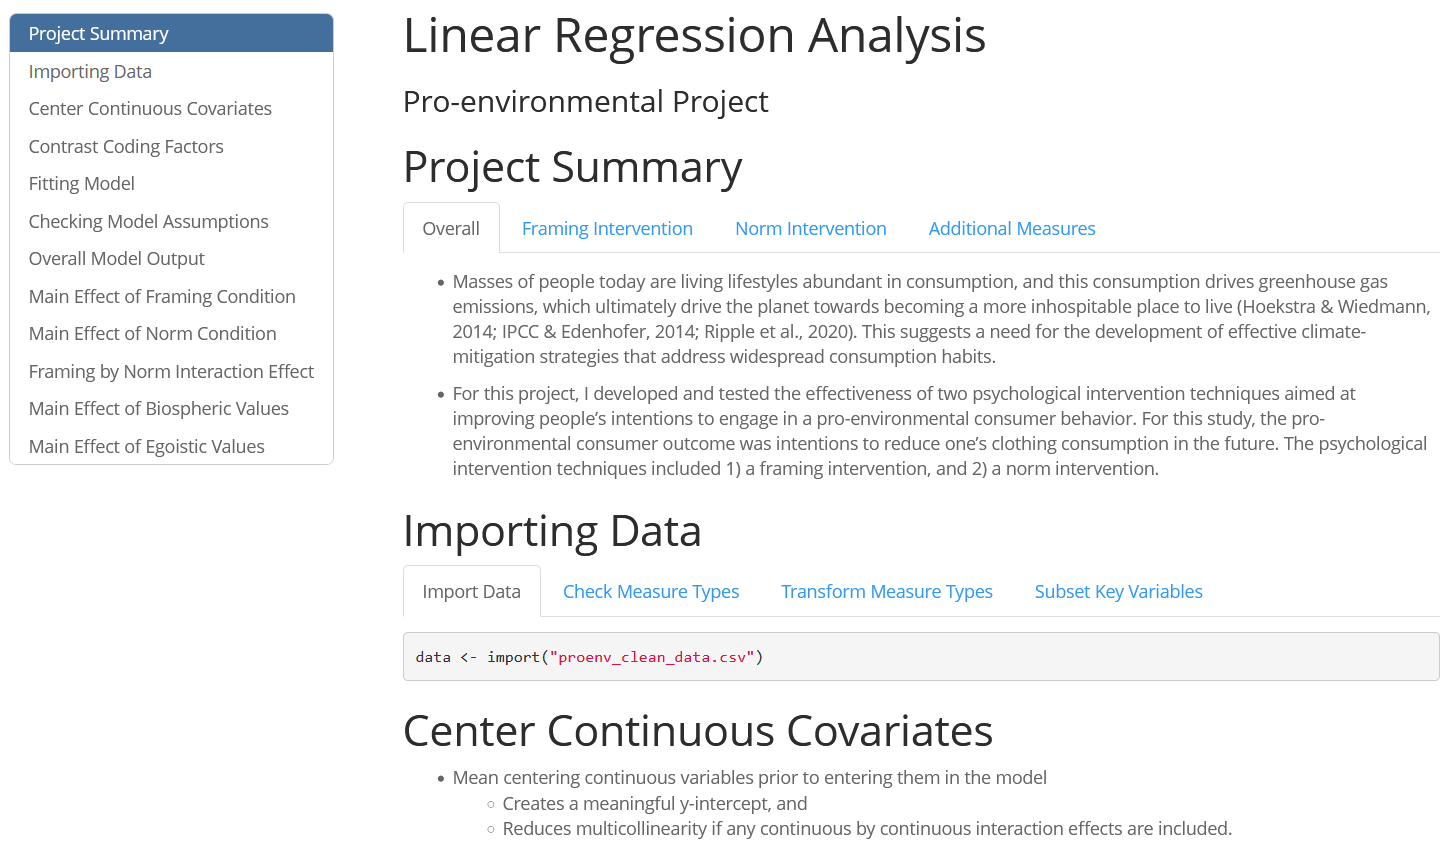 Project Summary
Importing Data
Center Continuous Covariates
Contrast Coding Factors
Fitting Model
Checking Model Assumptions
Overall Model Output
Main Effect of Framing Condition
Main Effect of Norm Condition
Framing by Norm Interaction Effect
Main Effect of Biospheric Values
Main Effect of Egoistic Values
Linear Regression Analysis
Pro-environmental Project
Project Summary
Overall Framing Intervention Norm Intervention Additional Measures
• Masses of people today are living lifestyles abundant in consumption, and this consumption drives greenhouse gas
emissions, which ultimately drive the planet towards becoming a more inhospitable place to live (Hoekstra & Wiedmann,
2014; IPCC & Edenhofer, 2014; Ripple et al., 2020). This suggests a need for the development of effective climate-
mitigation strategies that address widespread consumption habits.
• For this project, I developed and tested the effectiveness of two psychological intervention techniques aimed at
improving people’s intentions to engage in a pro-environmental consumer behavior. For this study, the pro-
environmental consumer outcome was intentions to reduce one’s clothing consumption in the future. The psychological
intervention techniques included 1) a framing intervention, and 2) a norm intervention.
Importing Data
Import Data Check Measure Types Transform Measure Types Subset Key Variables
data <- import("proenv_clean_data.csv")
Center Continuous Covariates
• Mean centering continuous variables prior to entering them in the model
○ Creates a meaningful y-intercept, and
○ Reduces multicollinearity if any continuous by continuous interaction effects are included.